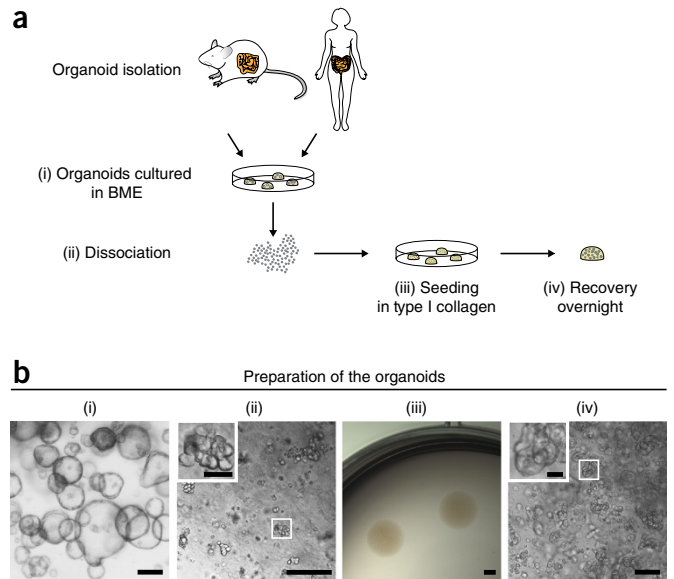 a
Organoid isolation
(i) Organoids cultured
in BME
(ii) Dissociation
(iii) Seeding
in type I collagen
(iv) Recovery
overnight
b
Preparation of the organoids
(i)
(ii)
(iii)
(iv)